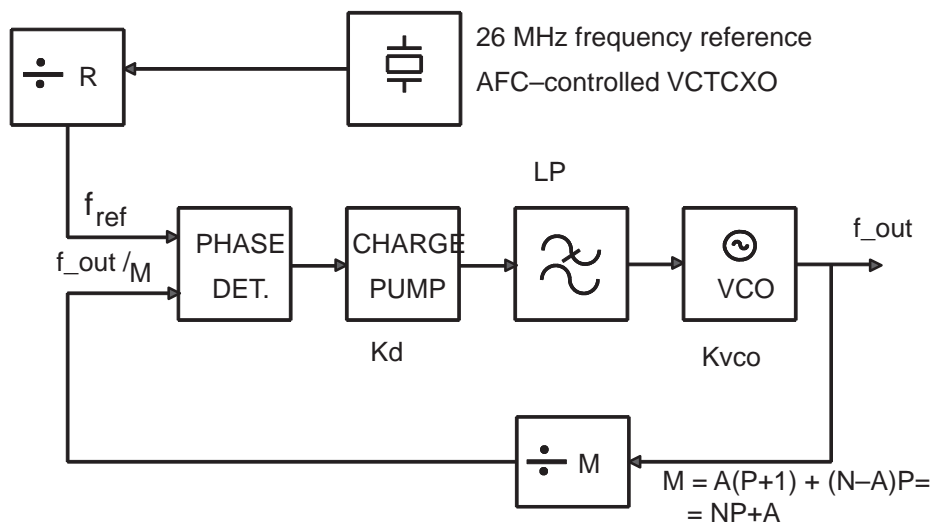 26 MHz frequency reference
÷ R
AFC–controlled VCTCXO
LP
f_ref
f_out
PHASE
CHARGE
f_out /M
DET.
PUMP
VCO
Kd
Kvco
÷ M
M = A(P+1) + (N–A)P=
= NP+A